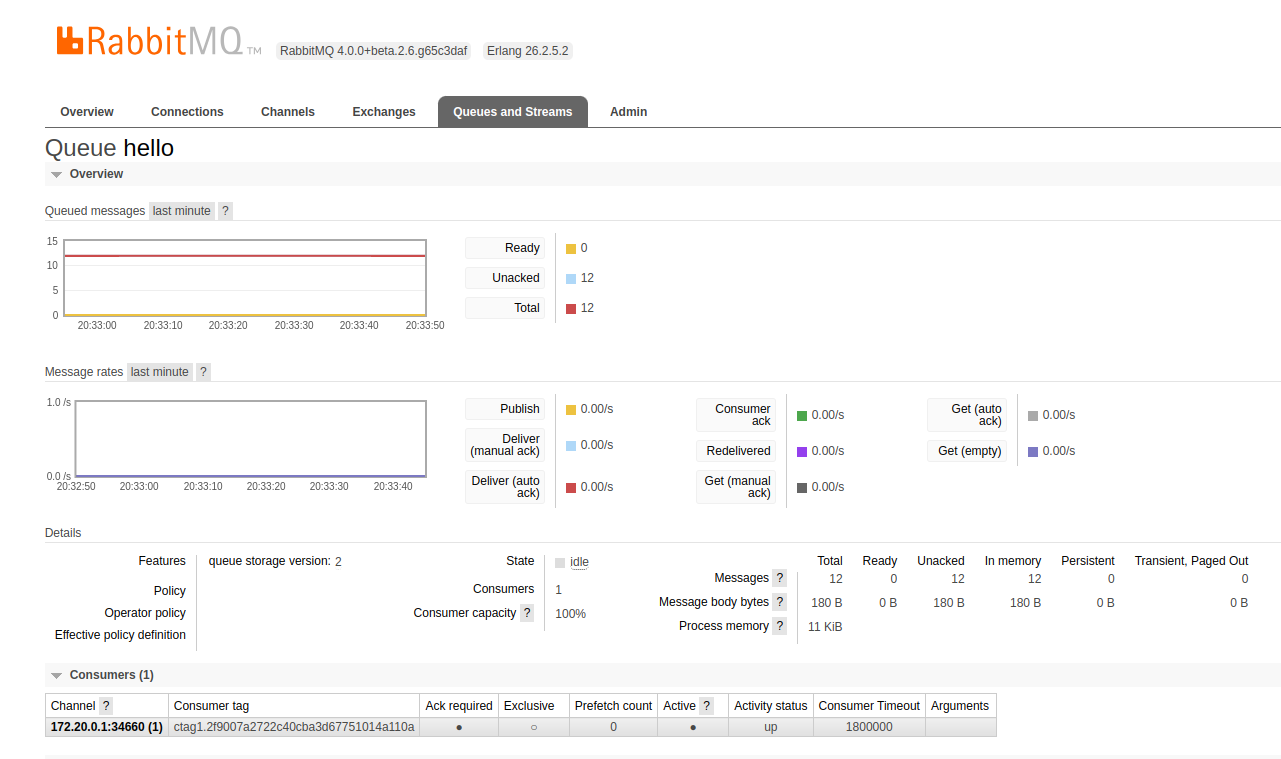 RabbitMQ TM RabbitMQ 4.0.0+beta.2.6.g65c3daf Erlang 26.2.5.2
Overview Connections Channels Exchanges Queues and Streams Admin
Queue hello
Overview
Queued messages last minute ?
15
10
5
0
20:33:00 20:33:10 20:33:20 20:33:30 20:33:40 20:33:50
Ready 0
Unacked 12
Total 12
Message rates last minute ?
1.0 /s
0.0 /s
20:32:50 20:33:00 20:33:10 20:33:20 20:33:30 20:33:40
Publish 0.00/s
Deliver
(manual ack) 0.00/s
Deliver (auto
ack) 0.00/s
Consumer
ack 0.00/s
Redelivered 0.00/s
Get (manual
ack) 0.00/s
Get (auto
ack) 0.00/s
Get (empty) 0.00/s
Details
Features queue storage version: 2
Policy
Operator policy
Effective policy definition
State idle
Consumers 1
Consumer capacity ? 100%
Total Ready Unacked In memory Persistent Transient, Paged Out
Messages ? 12 0 12 12 0 0
Message body bytes ? 180 B 0 B 180 B 180 B 0 B 0 B
Process memory ? 11 KiB
Consumers (1)
Channel ? Consumer tag Ack required Exclusive Prefetch count Active ? Activity status Consumer Timeout Arguments
172.20.0.1:34660 (1) ctag1.2f9007a2722c40cba3d67751014a110a ● ○ 0 ● up 1800000